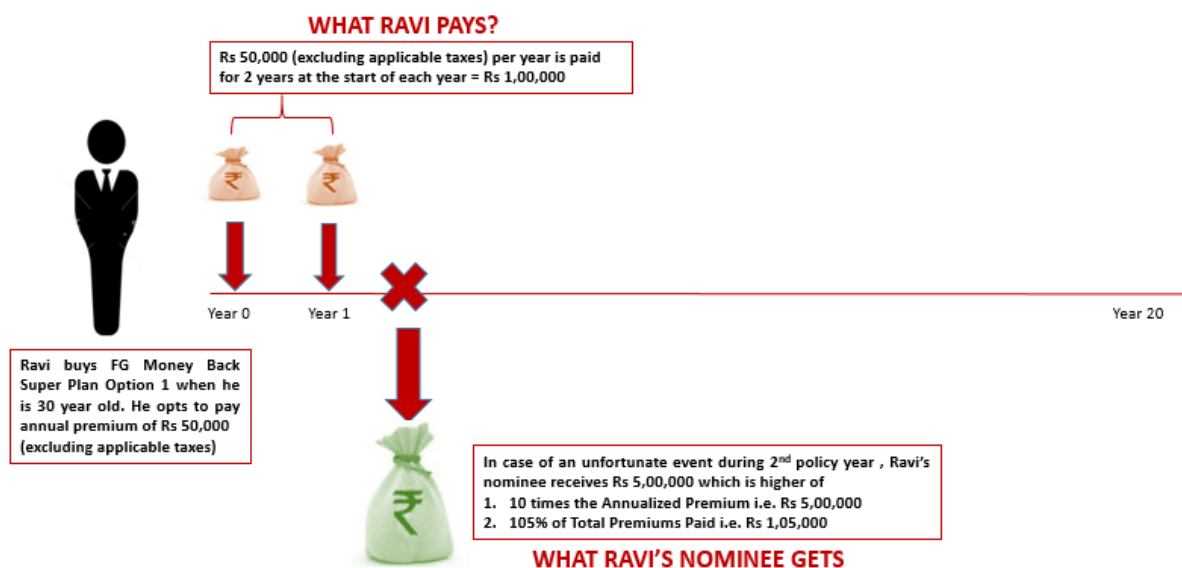 WHAT RAVI PAYS?
Rs 50,000 (excluding applicable taxes) per year is paid
for 2 years at the start of each year = Rs 1,00,000
₹
₹
Year 0
Year 1
Year 20
Ravi buys FG Money Back
Super Plan Option 1 when he
is 30 year old. He opts to pay
annual premium of Rs 50,000
(excluding applicable taxes)
₹
In case of an unfortunate event during 2nd policy year , Ravi's
nominee receives Rs 5,00,000 which is higher of
1. 10 times the Annualized Premium i.e. Rs 5,00,000
2. 105% of Total Premiums Paid i.e. Rs 1,05,000
WHAT RAVI'S NOMINEE GETS